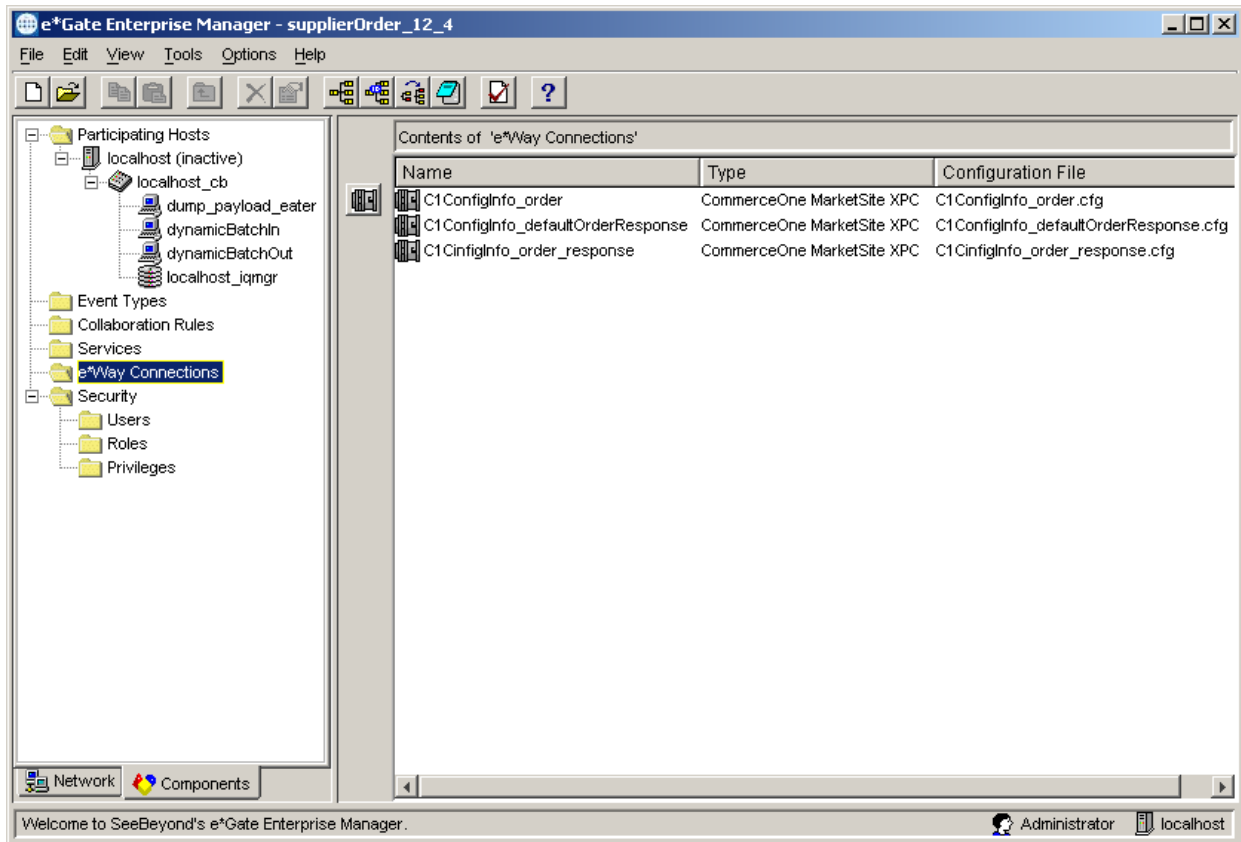 e*Gate Enterprise Manager - supplierOrder_12_4
File Edit View Tools Options Help
Participating Hosts
localhost (inactive)
localhost_cb
dump_payload_eater
dynamicBatchIn
dynamicBatchOut
localhost_iqmgr
Event Types
Collaboration Rules
Services
e*Way Connections
Security
Users
Roles
Privileges
Network Components
Contents of 'e*Way Connections'
Name Type Configuration File
C1ConfigInfo_order CommerceOne MarketSite XPC C1ConfigInfo_order.cfg
C1ConfigInfo_defaultOrderResponse CommerceOne MarketSite XPC C1ConfigInfo_defaultOrderResponse.cfg
C1CinfigInfo_order_response CommerceOne MarketSite XPC C1CinfigInfo_order_response.cfg
Welcome to SeeBeyond's e*Gate Enterprise Manager. Administrator localhost